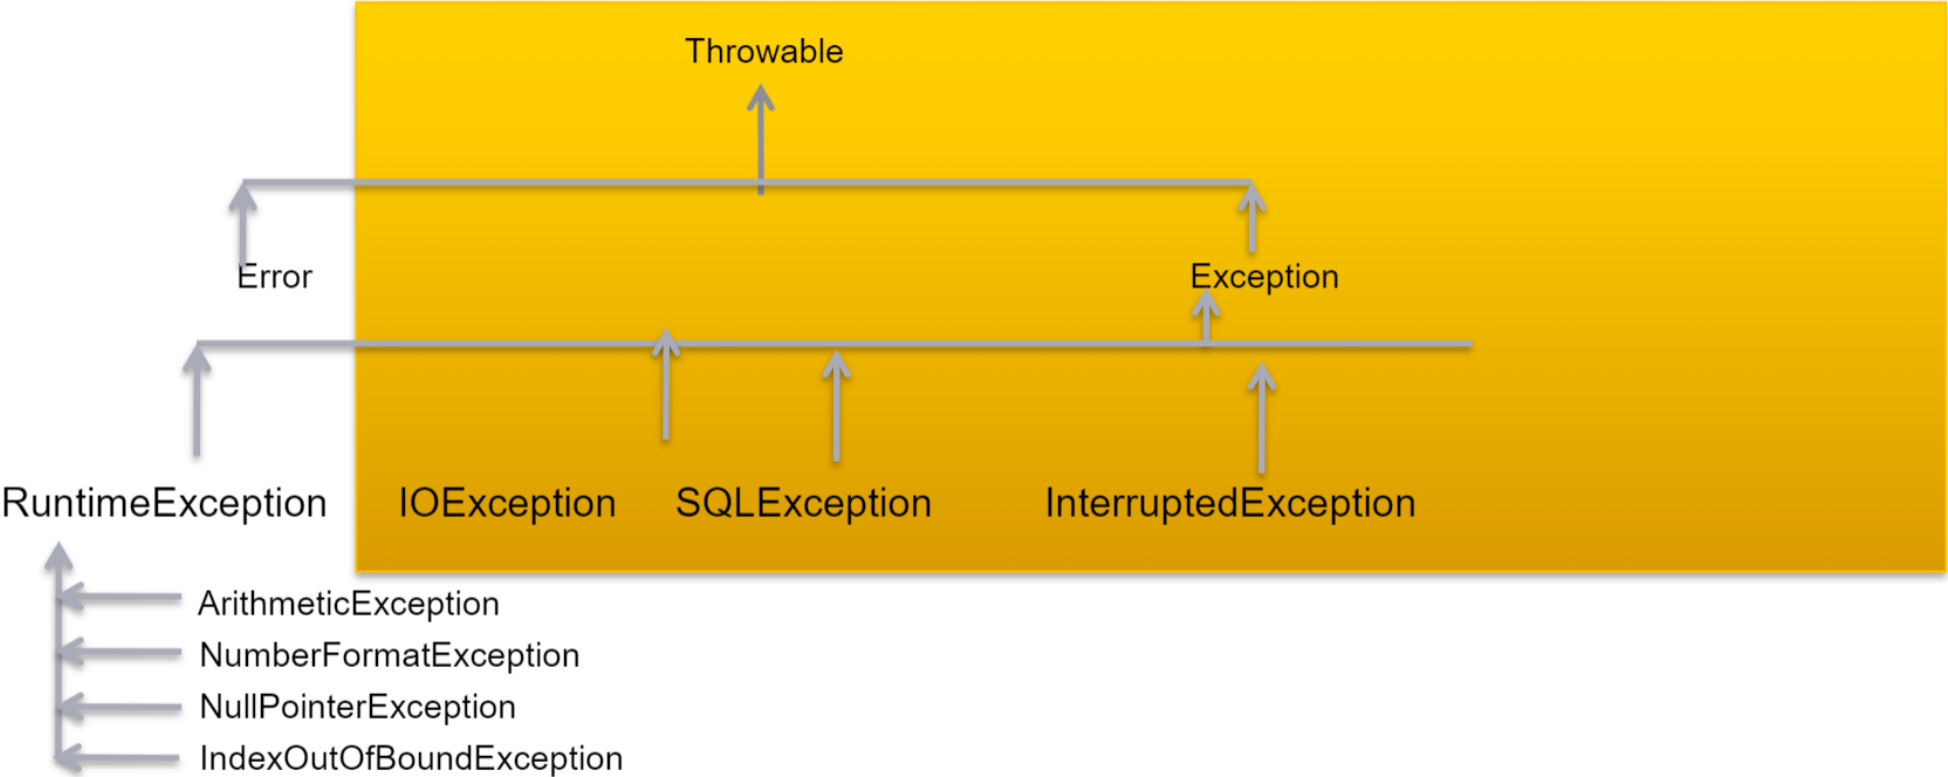 Throwable
Error
Exception
RuntimeException
IOException
SQLException
InterruptedException
ArithmeticException
NumberFormatException
NullPointerException
IndexOutOfBoundException